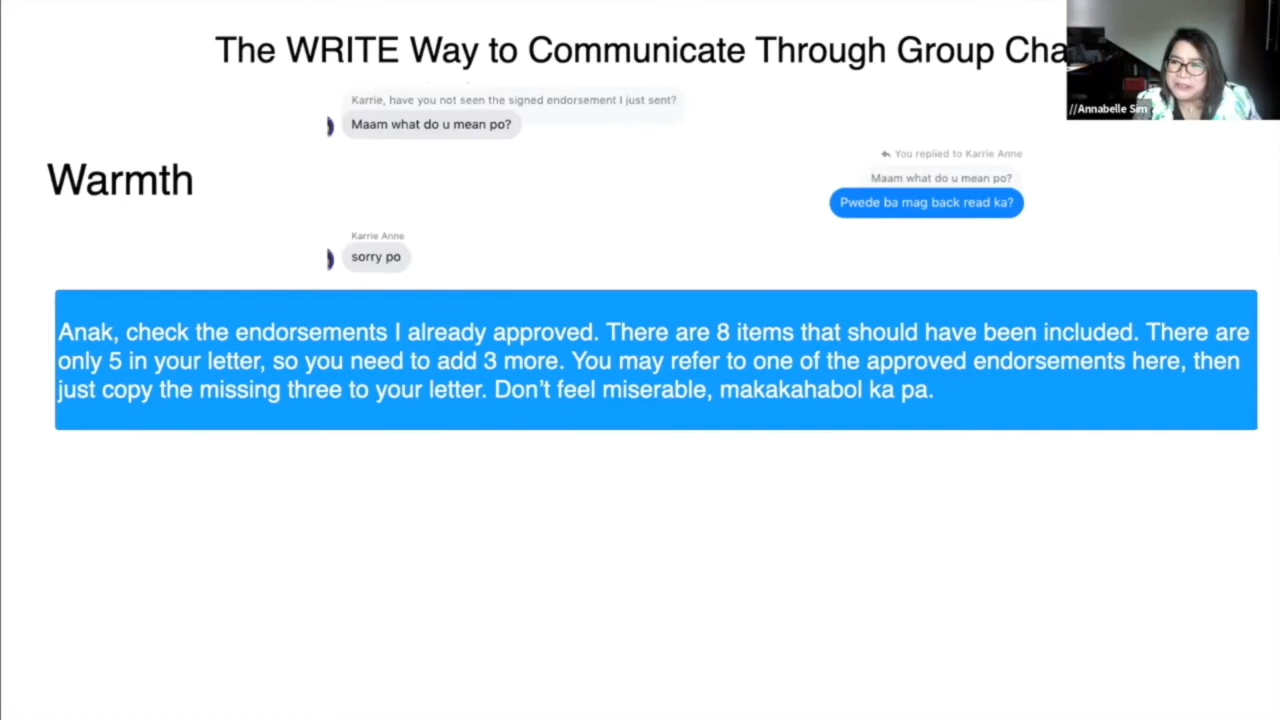 The WRITE Way to Communicate Through Group Cha
//Annabelle Sim
Karrie, have you not seen the signed endorsement I just sent?
Maam what do u mean po?
You replied to Karrie Anne
Maam what do u mean po?
Warmth
Pwede ba mag back read ka?
Karrie Anne
sorry po
Anak, check the endorsements I already approved. There are 8 items that should have been included. There are
only 5 in your letter, so you need to add 3 more. You may refer to one of the approved endorsements here, then
just copy the missing three to your letter. Don't feel miserable, makakahabol ka pa.